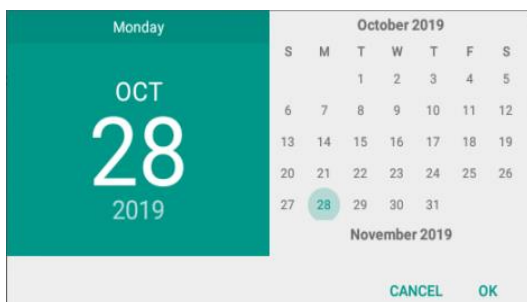 Monday
OCT
28
2019
October 2019
S M T W T F S
1 2 3 4 5
6 7 8 9 10 11 12
13 14 15 16 17 18 19
20 21 22 23 24 25 26
27 28 29 30 31
November 2019
CANCEL OK